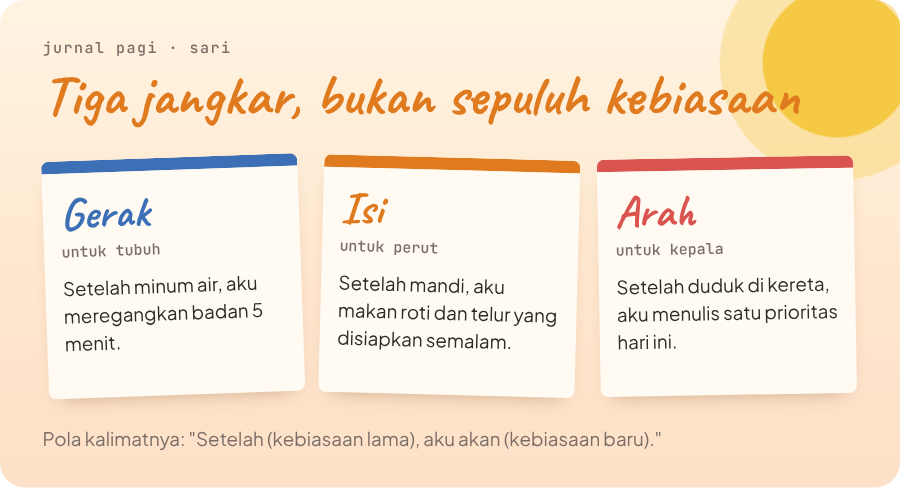 jurnal pagi · sari
Tiga jangkar, bukan sepuluh kebiasaan
Gerak
untuk tubuh
Setelah minum air, aku
meregangkan badan 5
menit.
Isi
untuk perut
Setelah mandi, aku
makan roti dan telur yang
disiapkan semalam.
Arah
untuk kepala
Setelah duduk di kereta,
aku menulis satu prioritas
hari ini.
Pola kalimatnya: "Setelah (kebiasaan lama), aku akan (kebiasaan baru)."